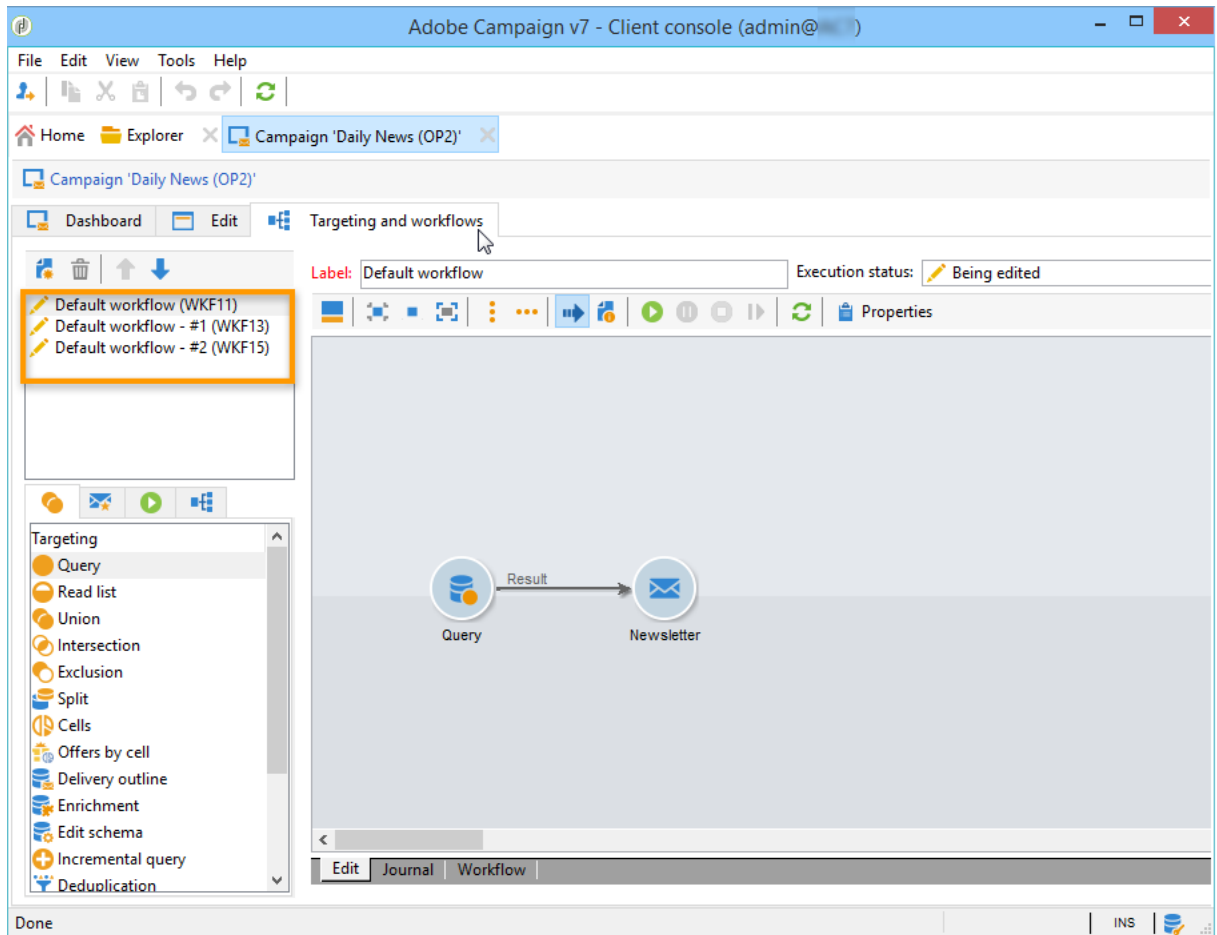 Adobe Campaign v7 - Client console (admin@ )
File Edit View Tools Help
Home Explorer Campaign 'Daily News (OP2)'
Campaign 'Daily News (OP2)'
Dashboard Edit Targeting and workflows
Label: Default workflow Execution status: Being edited
Default workflow (WKF11)
Default workflow - #1 (WKF13)
Default workflow - #2 (WKF15)
Properties
Targeting
Query
Read list
Union
Intersection
Exclusion
Split
Cells
Offers by cell
Delivery outline
Enrichment
Edit schema
Incremental query
Deduplication
Result
Query Newsletter
Edit Journal Workflow
Done INS